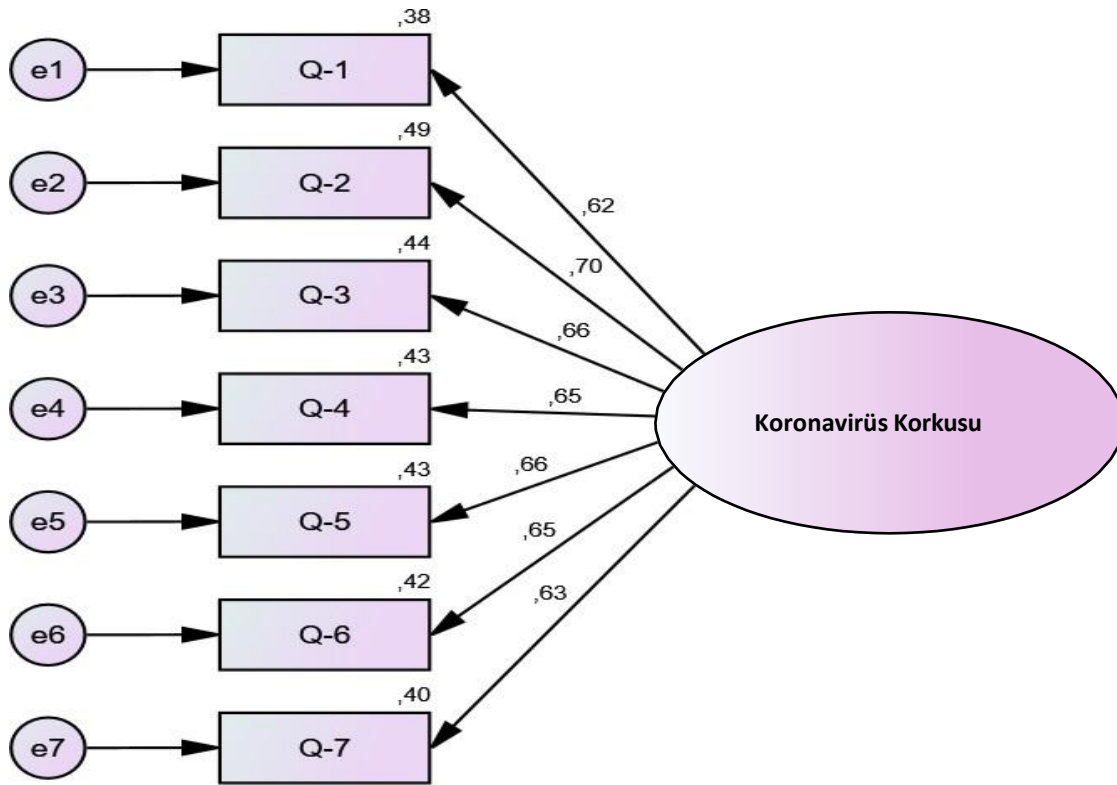 ,38
e1
Q-1
,49
e2
Q-2
,62
,44
,70
e3
Q-3
,66
,43
e4
Q-4
,65
Koronavirüs Korkusu
,43
,66
e5
Q-5
,65
,42
,63
e6
Q-6
,40
e7
Q-7